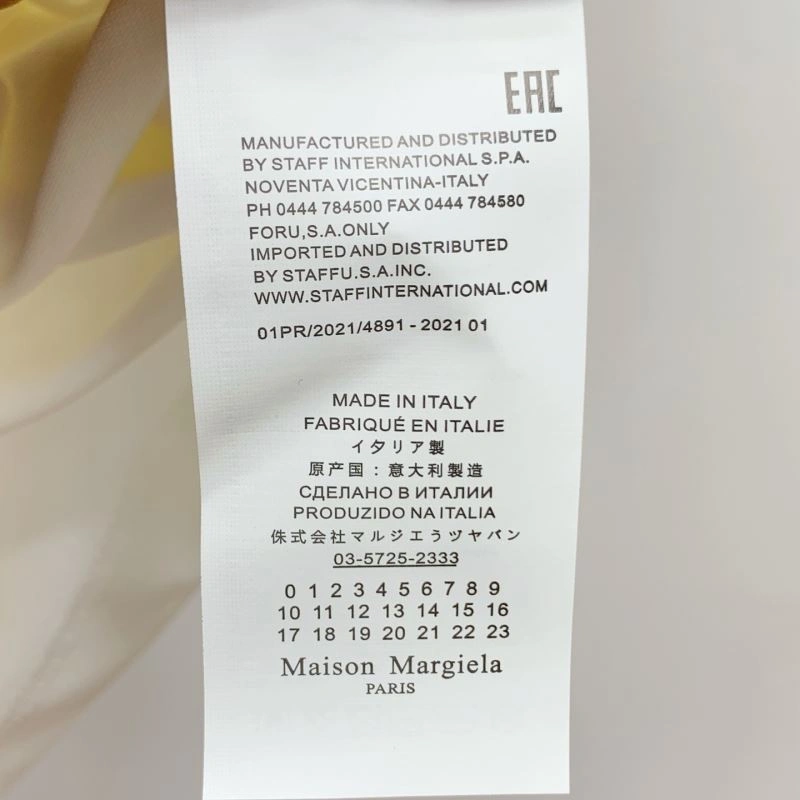 EAC
MANUFACTURED AND DISTRIBUTED
BY STAFF INTERNATIONAL S.P.A.
NOVENTA VICENTINA-ITALY
PH 0444 784500 FAX 0444 784580
FORU,S.A.ONLY
IMPORTED AND DISTRIBUTED
BY STAFFU.S.A.INC.
WWW.STAFFINTERNATIONAL.COM
01PR/2021/4891 - 2021 01
MADE IN ITALY
FABRIQUÉ EN ITALIE
イタリア製
原产国：意大利製造
СДЕЛАНО В ИТАЛИИ
PRODUZIDO NA ITALIA
侏式会社マルジエうヅヤバン
03-5725-2333
0 1 2 3 4 5 6 7 8 9
10 11 12 13 14 15 16
17 18 19 20 21 22 23
Maison Margiela
PARIS